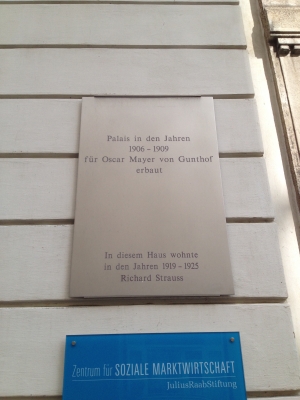 Palais in den Jahren
1906 - 1909
für Oscar Mayer von Gunthof
erbaut
In diesem Haus wohnte
in den Jahren 1919 - 1925
Richard Strauss
Zentrum für SOZIALE MARKTWIRTSCHAFT
JuliusRaabStiftung